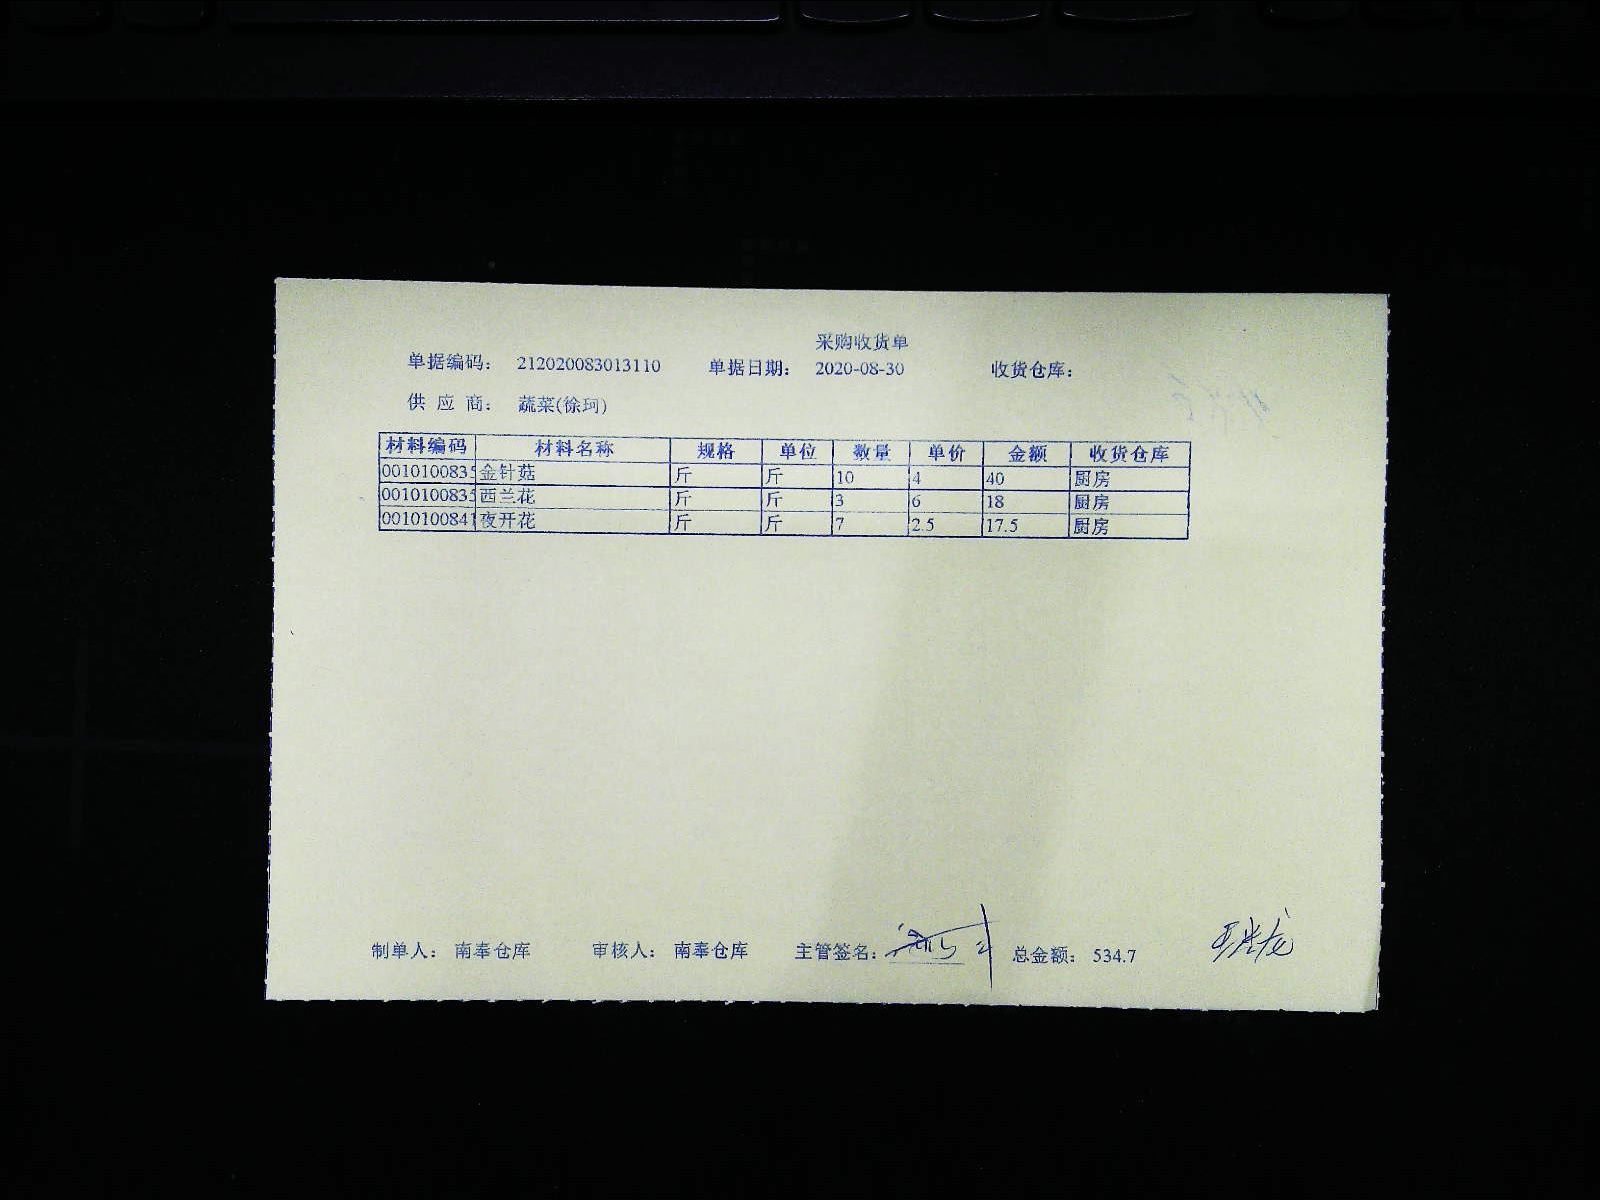 采购收货单
单据编码： 212020083013110 单据日期： 2020-08-30 收货仓库：
供 应 商： 蔬菜(徐珂)
材料编码 材料名称 规格 单位 数量 单价 金额 收货仓库
0010100835 金针菇 斤 斤 10 4 40 厨房
0010100835 西兰花 斤 斤 3 6 18 厨房
0010100841 夜开花 斤 斤 7 2.5 17.5 厨房
制单人： 南奉仓库 审核人： 南奉仓库 主管签名： 总金额： 534.7